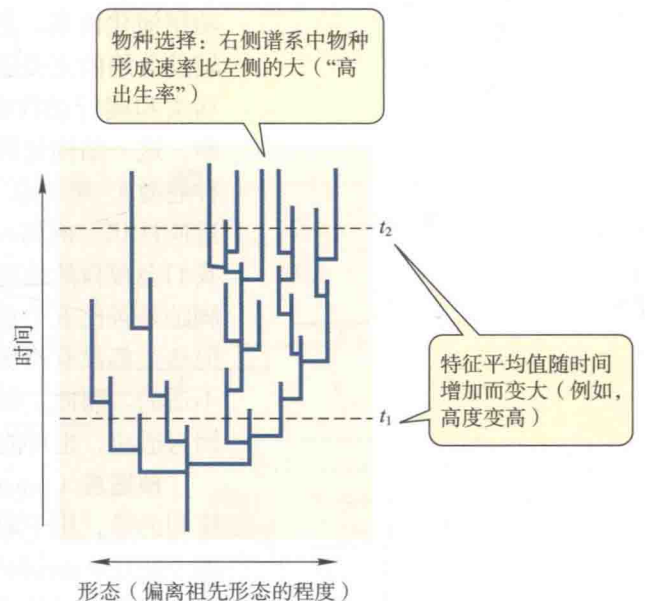 物种选择：右侧谱系中物种
形成速率比左侧的大（“高
出生率”）
t₂
时间
特征平均值随时间
增加而变大（例如，
高度变高）
t₁
形态（偏离祖先形态的程度）